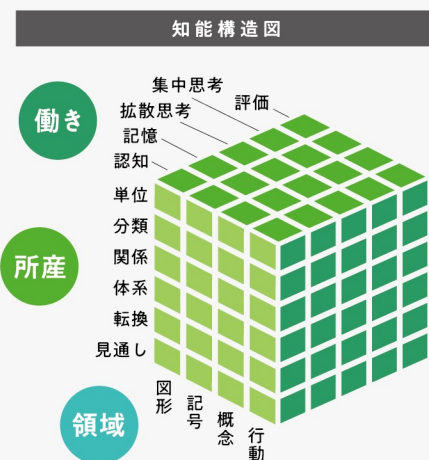 知能構造図
働き
集中思考
評価
拡散思考
記憶
認知
単位
分類
所産
関係
体系
転換
見通し
領域
図形
記号
概念
行動